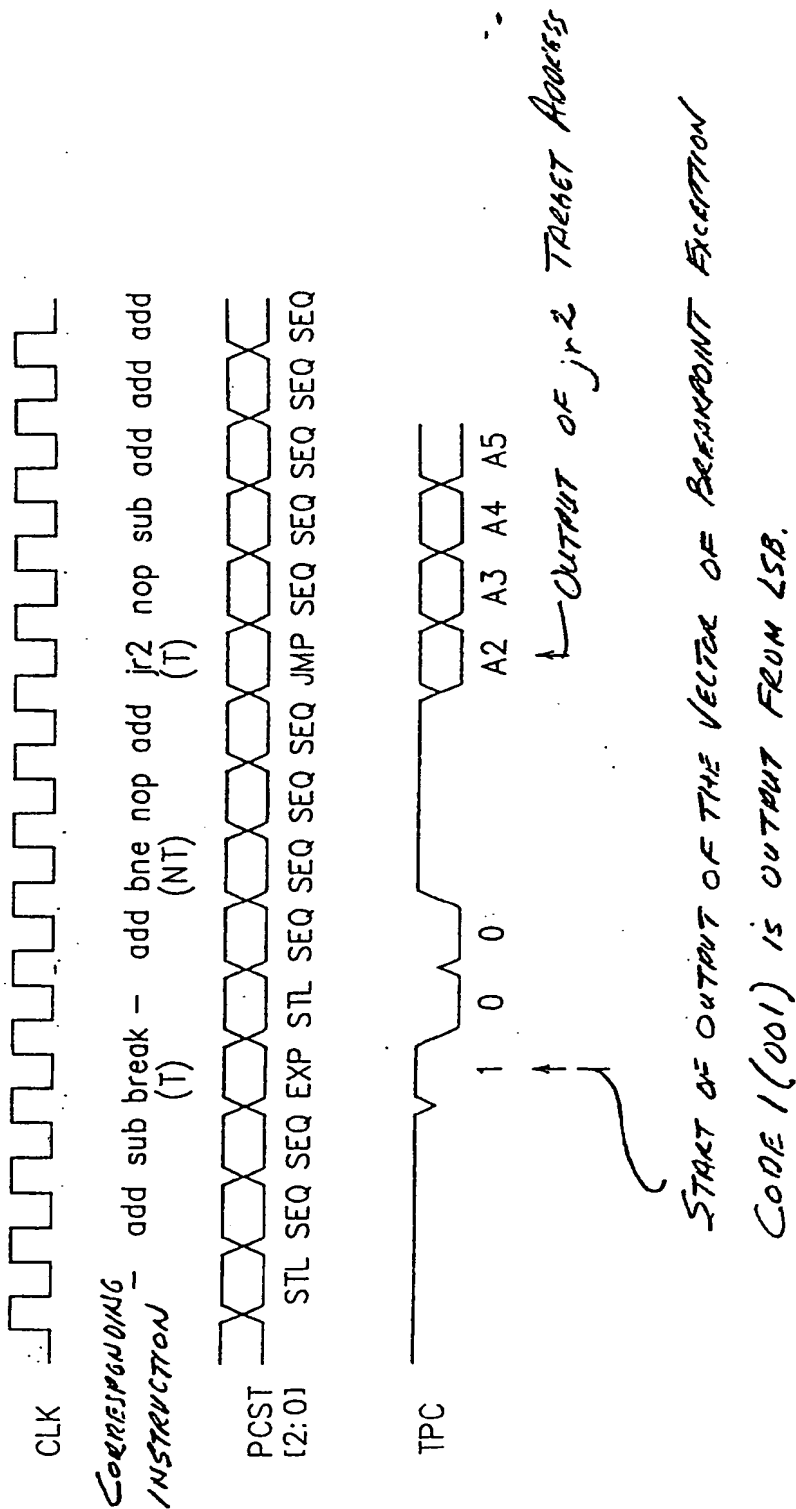 CLK
CORRESPONDING INSTRUCTION
– add sub break – add bne nop add jr2 nop sub add add add
(T) (NT) (T)
PCST
[2:0]
STL SEQ SEQ EXP STL SEQ SEQ SEQ SEQ JMP SEQ SEQ SEQ SEQ SEQ
TPC
1 0 0 A2 A3 A4 A5
OUTPUT OF jr2 TARGET ADDRESS
START OF OUTPUT OF THE VECTOR OF BREAKPOINT EXCEPTION
CODE 1(001) is OUTPUT FROM LSB.